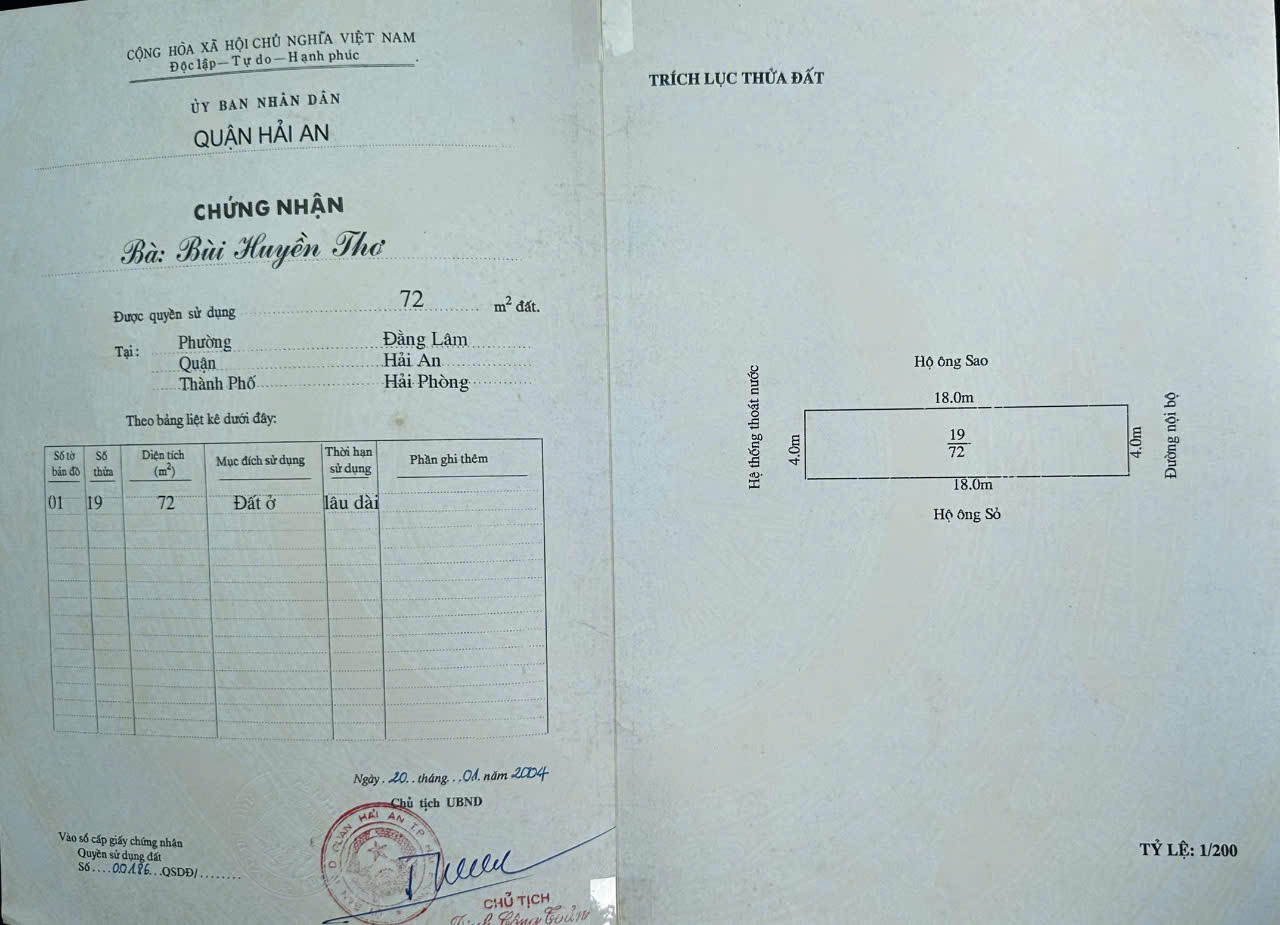 CỘNG HÒA XÃ HỘI CHỦ NGHĨA VIỆT NAM
Độc lập—Tự do—Hạnh phúc
ỦY BAN NHÂN DÂN
QUẬN HẢI AN
CHỨNG NHẬN
Bà: Bùi Huyền Thơ
Được quyền sử dụng 72 m² đất.
Tại: Phường Đằng Lâm
Quận Hải An
Thành Phố Hải Phòng
Theo bảng liệt kê dưới đây:
Số tờ bản đồ Số thửa Diện tích (m²) Mục đích sử dụng Thời hạn sử dụng Phần ghi thêm
01 19 72 Đất ở lâu dài
Ngày 20 tháng 01 năm 2004
Chủ tịch UBND
Vào sổ cấp giấy chứng nhận
Quyền sử dụng đất
Số....00186...QSDĐ/........
QUẬN HẢI AN T.P
CHỦ TỊCH
TRÍCH LỤC THỬA ĐẤT
Hộ ông Sao
18.0m
Hệ thống thoát nước
4.0m
19
72
4.0m
Đường nội bộ
18.0m
Hộ ông Sỏ
TỶ LỆ: 1/200